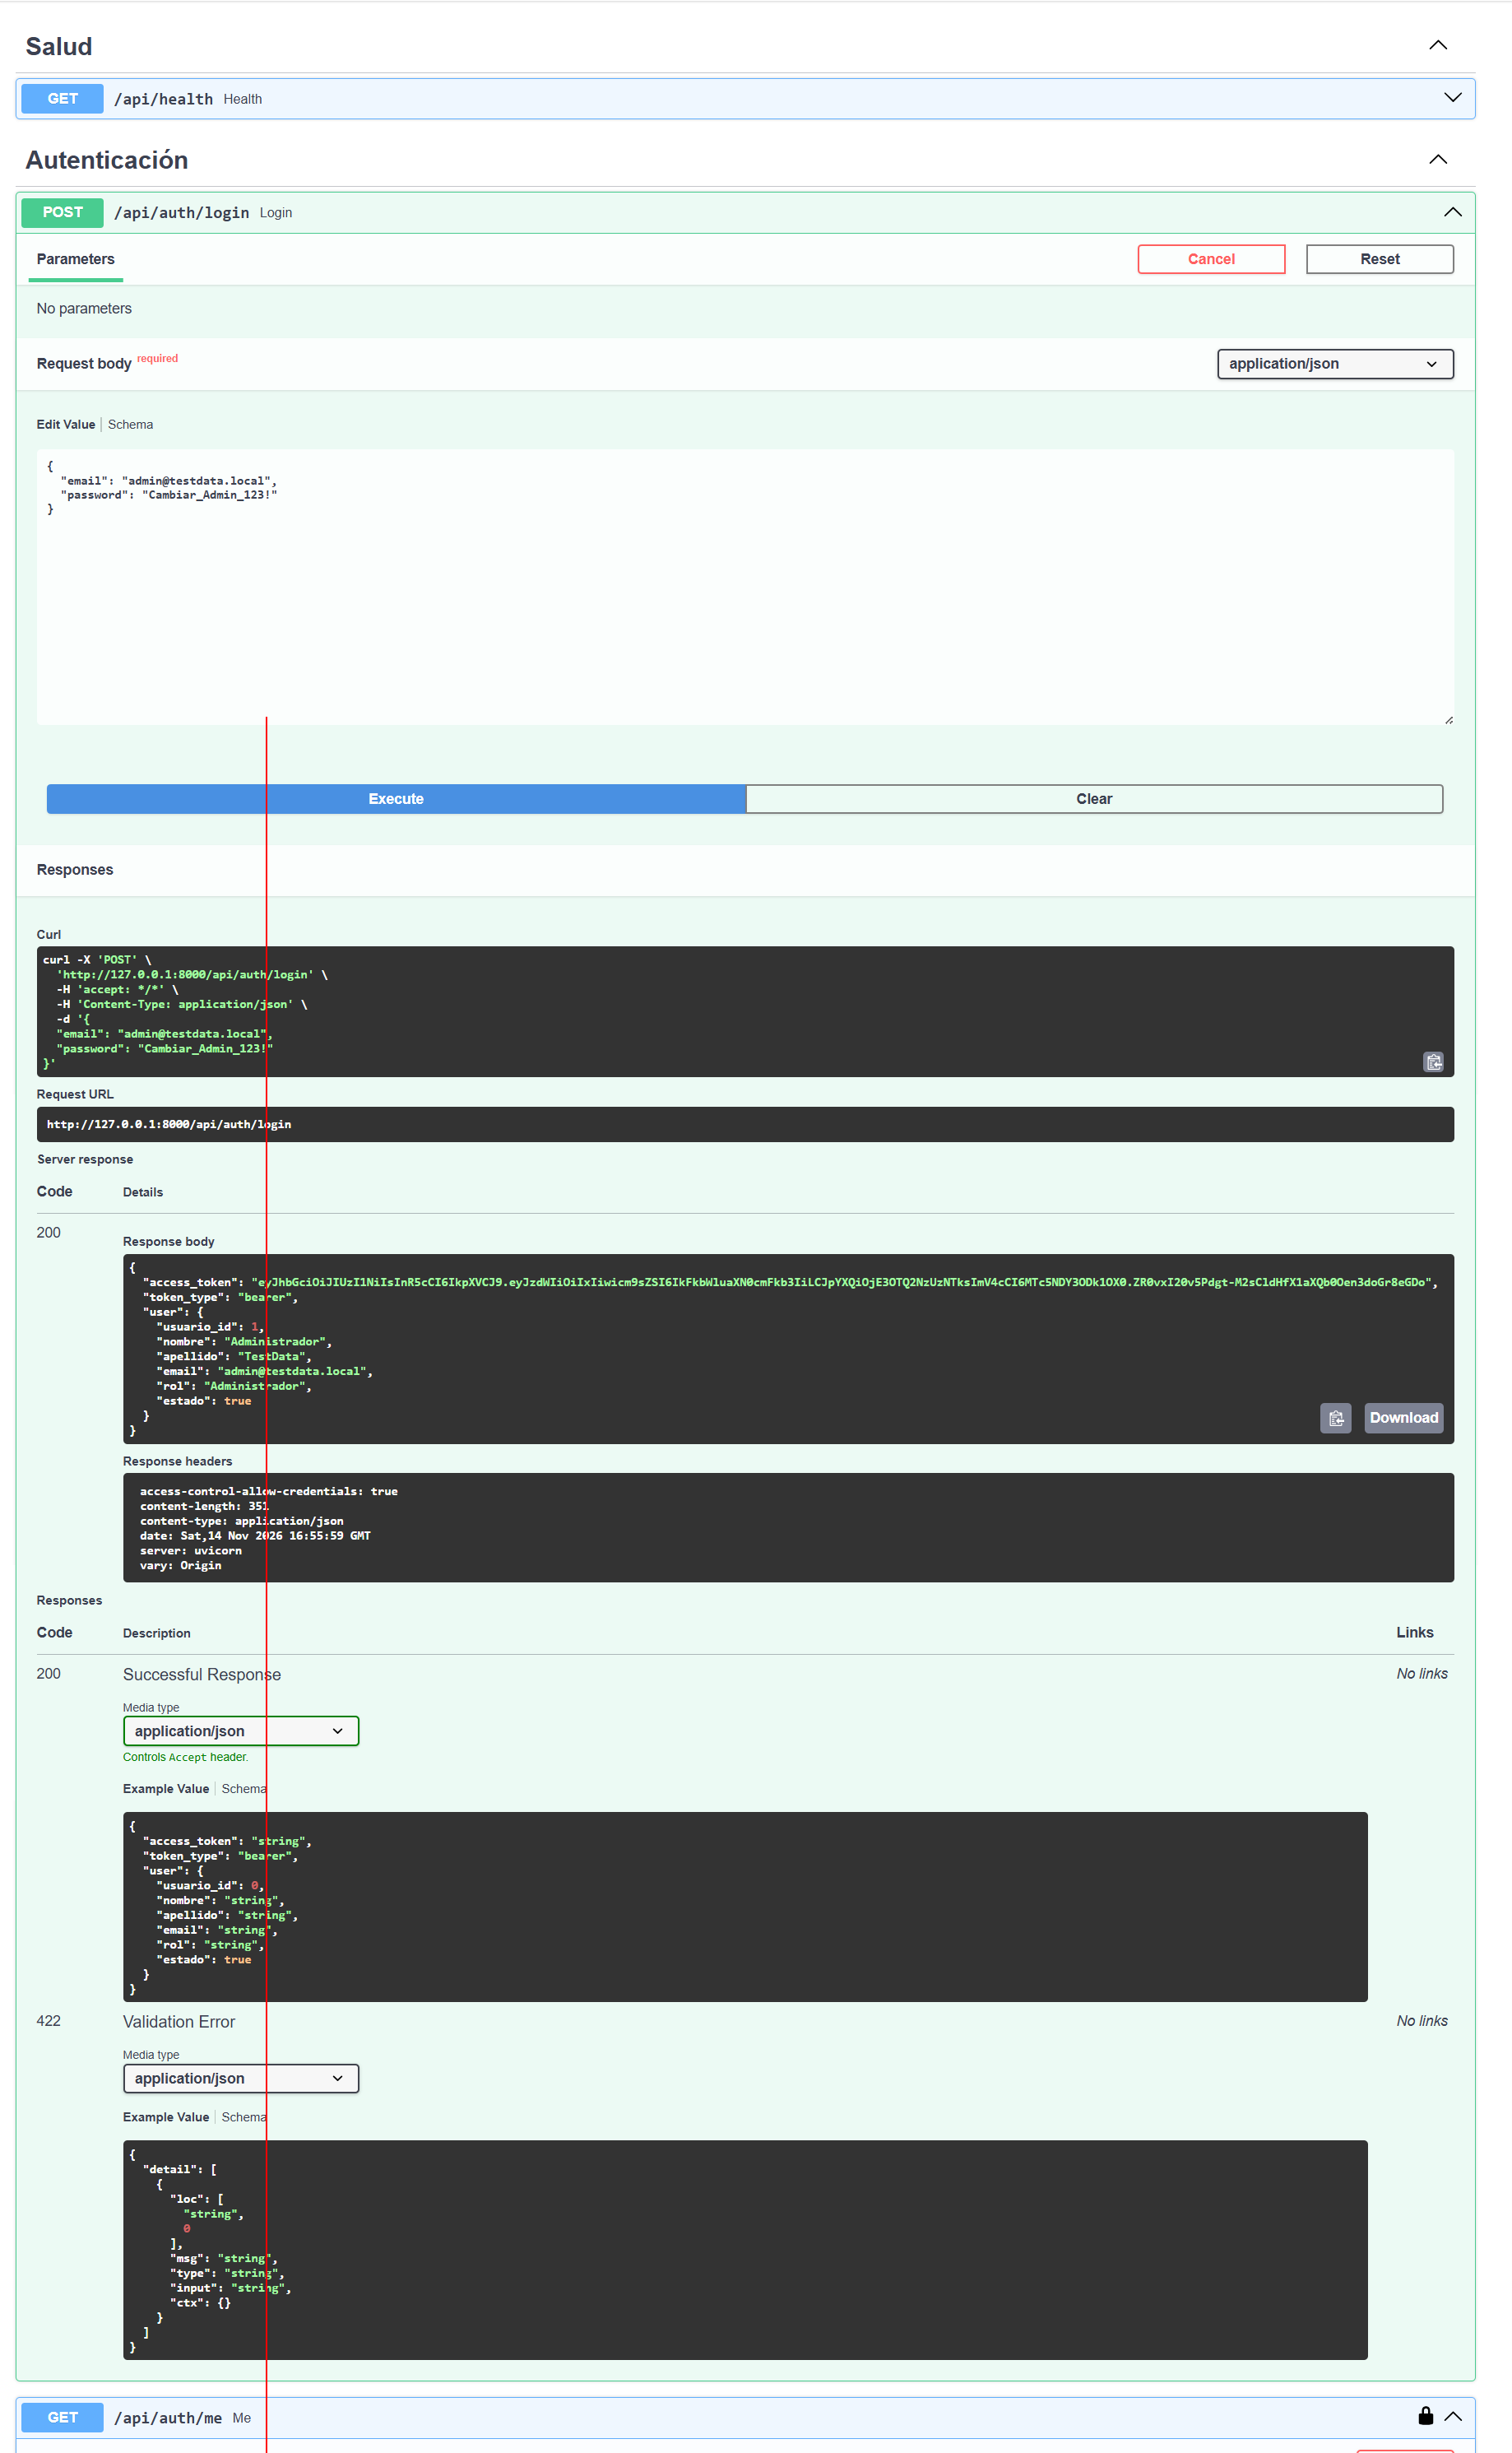 Salud
GET /api/health Health
Autenticación
POST /api/auth/login Login
Parameters Cancel Reset
No parameters
Request body required application/json
Edit Value Schema
{
  "email": "admin@testdata.local",
  "password": "Cambiar_Admin_123!"
}
Execute Clear
Responses
Curl
curl -X 'POST' \
  'http://127.0.0.1:8000/api/auth/login' \
  -H 'accept: */*' \
  -H 'Content-Type: application/json' \
  -d '{
  "email": "admin@testdata.local",
  "password": "Cambiar_Admin_123!"
}'
Request URL
http://127.0.0.1:8000/api/auth/login
Server response
Code Details
200
Response body
{
  "access_token":
  "token_type": "bearer",
  "user": {
    "usuario_id": 1,
    "nombre": "Administrador",
    "apellido": "TestData",
    "email": "admin@testdata.local",
    "rol": "Administrador",
    "estado": true
  }
}
Download
Response headers
access-control-allow-credentials: true
content-length: 351
content-type: application/json
date: Sat,14 Nov 2026 16:55:59 GMT
server: uvicorn
vary: Origin
Responses
Code Description Links
200 Successful Response No links
Media type
application/json
Controls Accept header.
Example Value Schema
{
  "access_token": "string",
  "token_type": "bearer",
  "user": {
    "usuario_id": 0,
    "nombre": "string",
    "apellido": "string",
    "email": "string",
    "rol": "string",
    "estado": true
  }
}
422 Validation Error No links
Media type
application/json
Example Value Schema
{
  "detail": [
    {
      "loc": [
        "string",
        0
      ],
      "msg": "string",
      "type": "string",
      "input": "string",
      "ctx": {}
    }
  ]
}
GET /api/auth/me Me